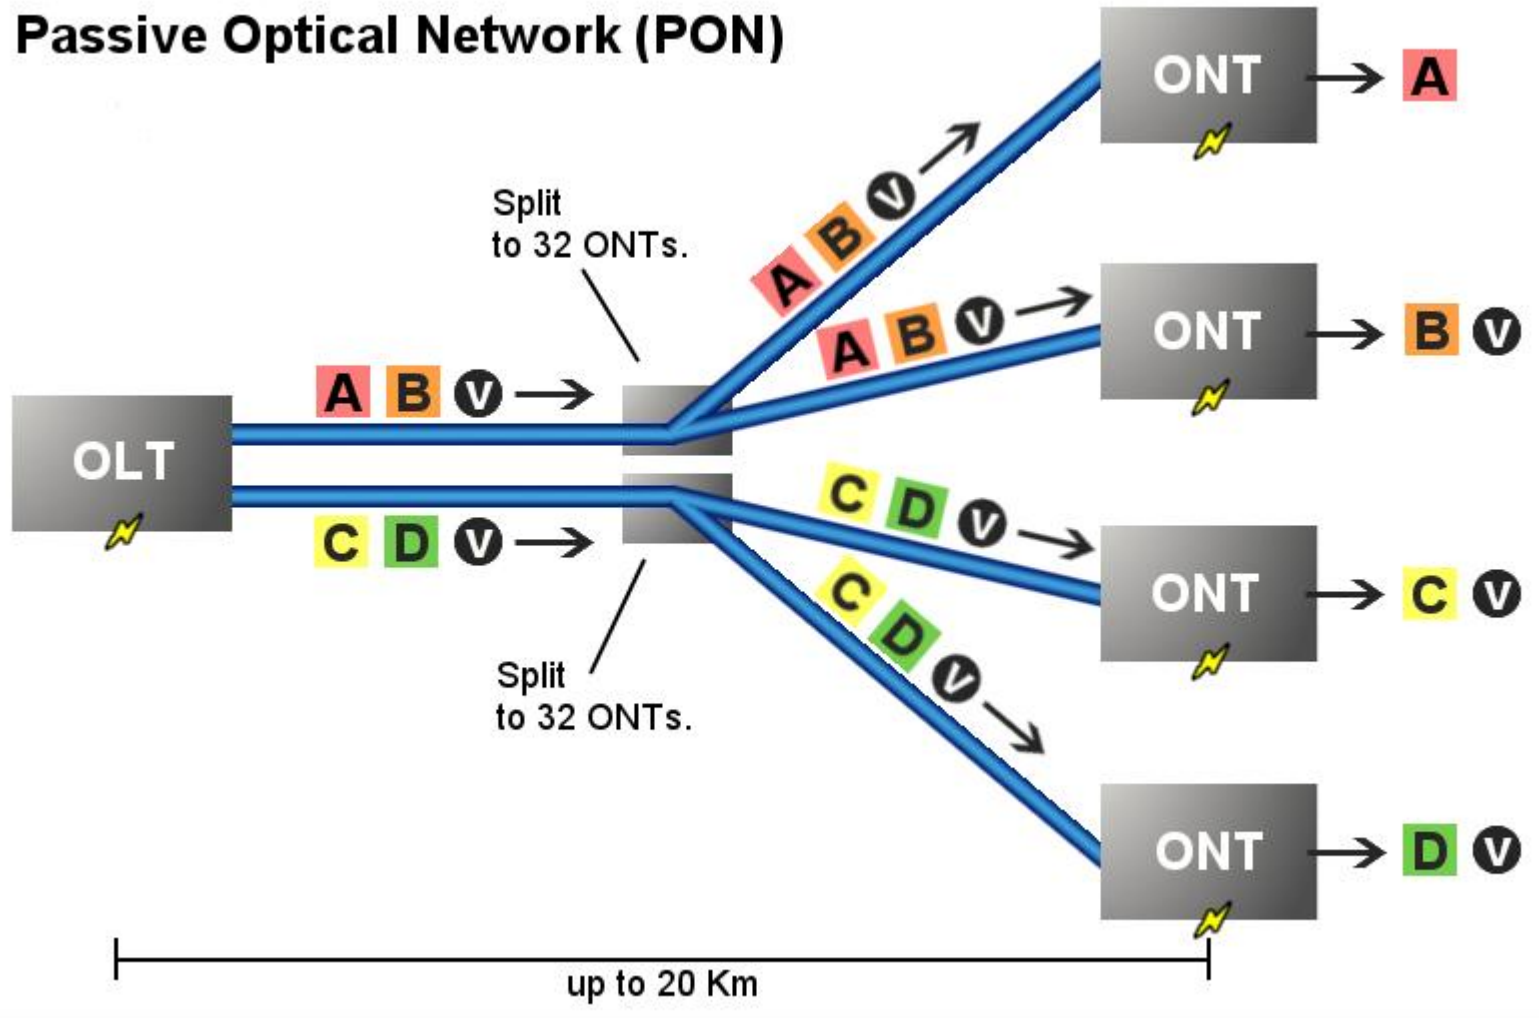 Passive Optical Network (PON)
ONT
A
Split
to 32 ONTs.
A B V
A B V
ONT
B V
A B V
OLT
C D V
C D V
ONT
C V
C D V
Split
to 32 ONTs.
ONT
D V
up to 20 Km